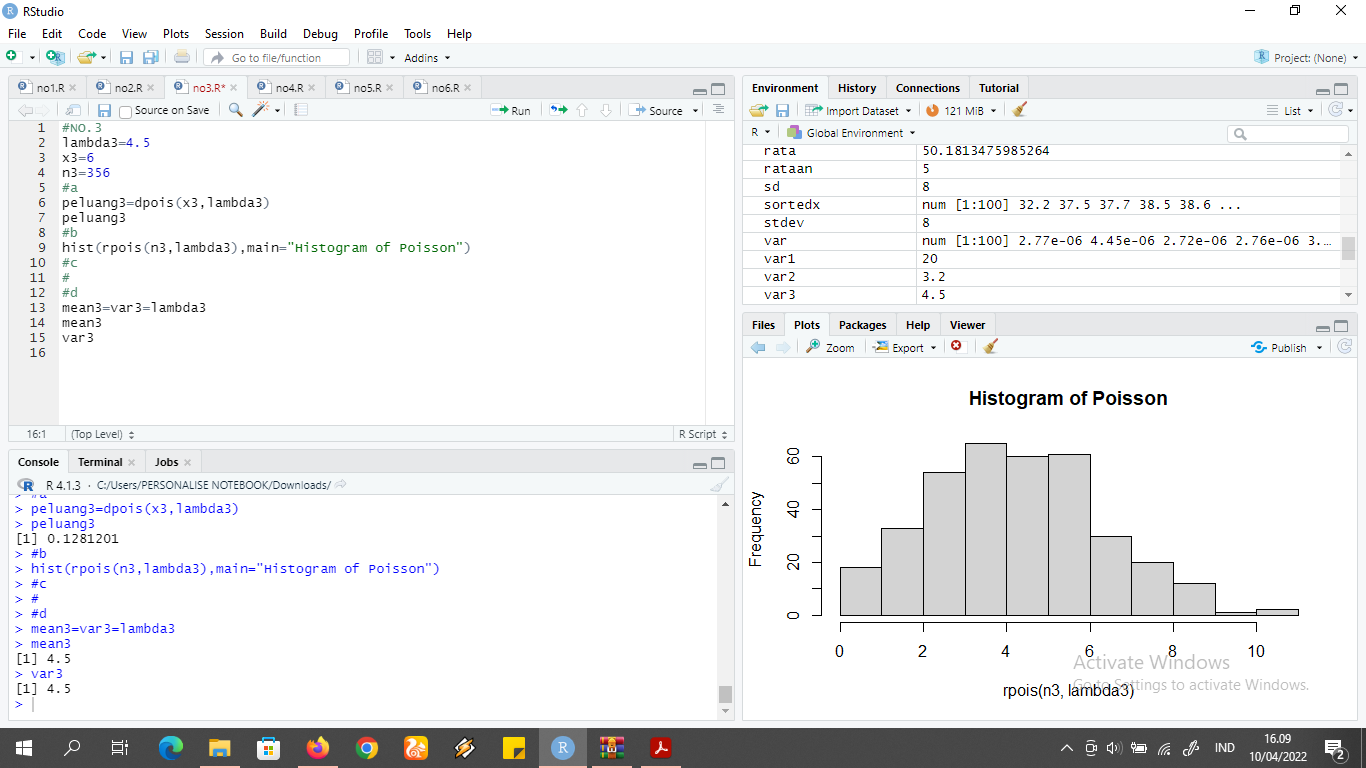 RStudio
File Edit Code View Plots Session Build Debug Profile Tools Help
Go to file/function Addins Project: (None)
no1.R no2.R no3.R* no4.R no5.R no6.R
Source on Save Run Source
1 #NO.3
2 lambda3=4.5
3 x3=6
4 n3=356
5 #a
6 peluang3=dpois(x3,lambda3)
7 peluang3
8 #b
9 hist(rpois(n3,lambda3),main="Histogram of Poisson")
10 #c
11 #
12 #d
13 mean3=var3=lambda3
14 mean3
15 var3
16
16:1 (Top Level) R Script
Console Terminal Jobs
R 4.1.3 · C:/Users/PERSONALISE NOTEBOOK/Downloads/
> #a
> peluang3=dpois(x3,lambda3)
> peluang3
[1] 0.1281201
> #b
> hist(rpois(n3,lambda3),main="Histogram of Poisson")
> #c
> #
> #d
> mean3=var3=lambda3
> mean3
[1] 4.5
> var3
[1] 4.5
>
Environment History Connections Tutorial
Import Dataset 121 MiB List
R Global Environment
rata 50.1813475985264
rataan 5
sd 8
sortedx num [1:100] 32.2 37.5 37.7 38.5 38.6 ...
stdev 8
var num [1:100] 2.77e-06 4.45e-06 2.72e-06 2.76e-06 3.…
var1 20
var2 3.2
var3 4.5
Files Plots Packages Help Viewer
Zoom Export Publish
Histogram of Poisson
Frequency
0 20 40 60
0 2 4 6 8 10
rpois(n3, lambda3)
Activate Windows
Go to Settings to activate Windows.
IND
16.09
10/04/2022
2